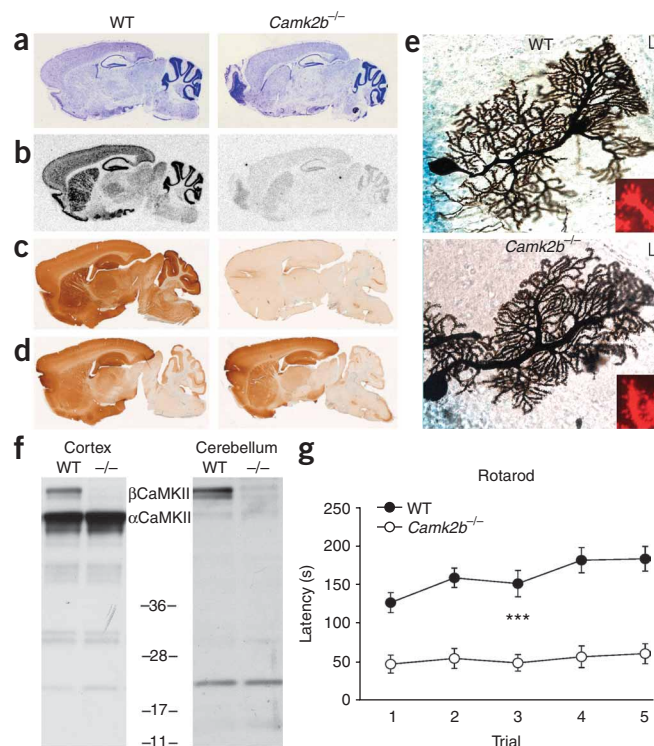 WT
Camk2b–/–
a
b
c
d
e
WT
Camk2b–/–
f
Cortex
WT –/–
Cerebellum
WT –/–
βCaMKII
αCaMKII
–36–
–28–
–17–
–11–
g
Rotarod
WT
Camk2b–/–
Latency (s)
250
200
150
100
50
0
***
1 2 3 4 5
Trial